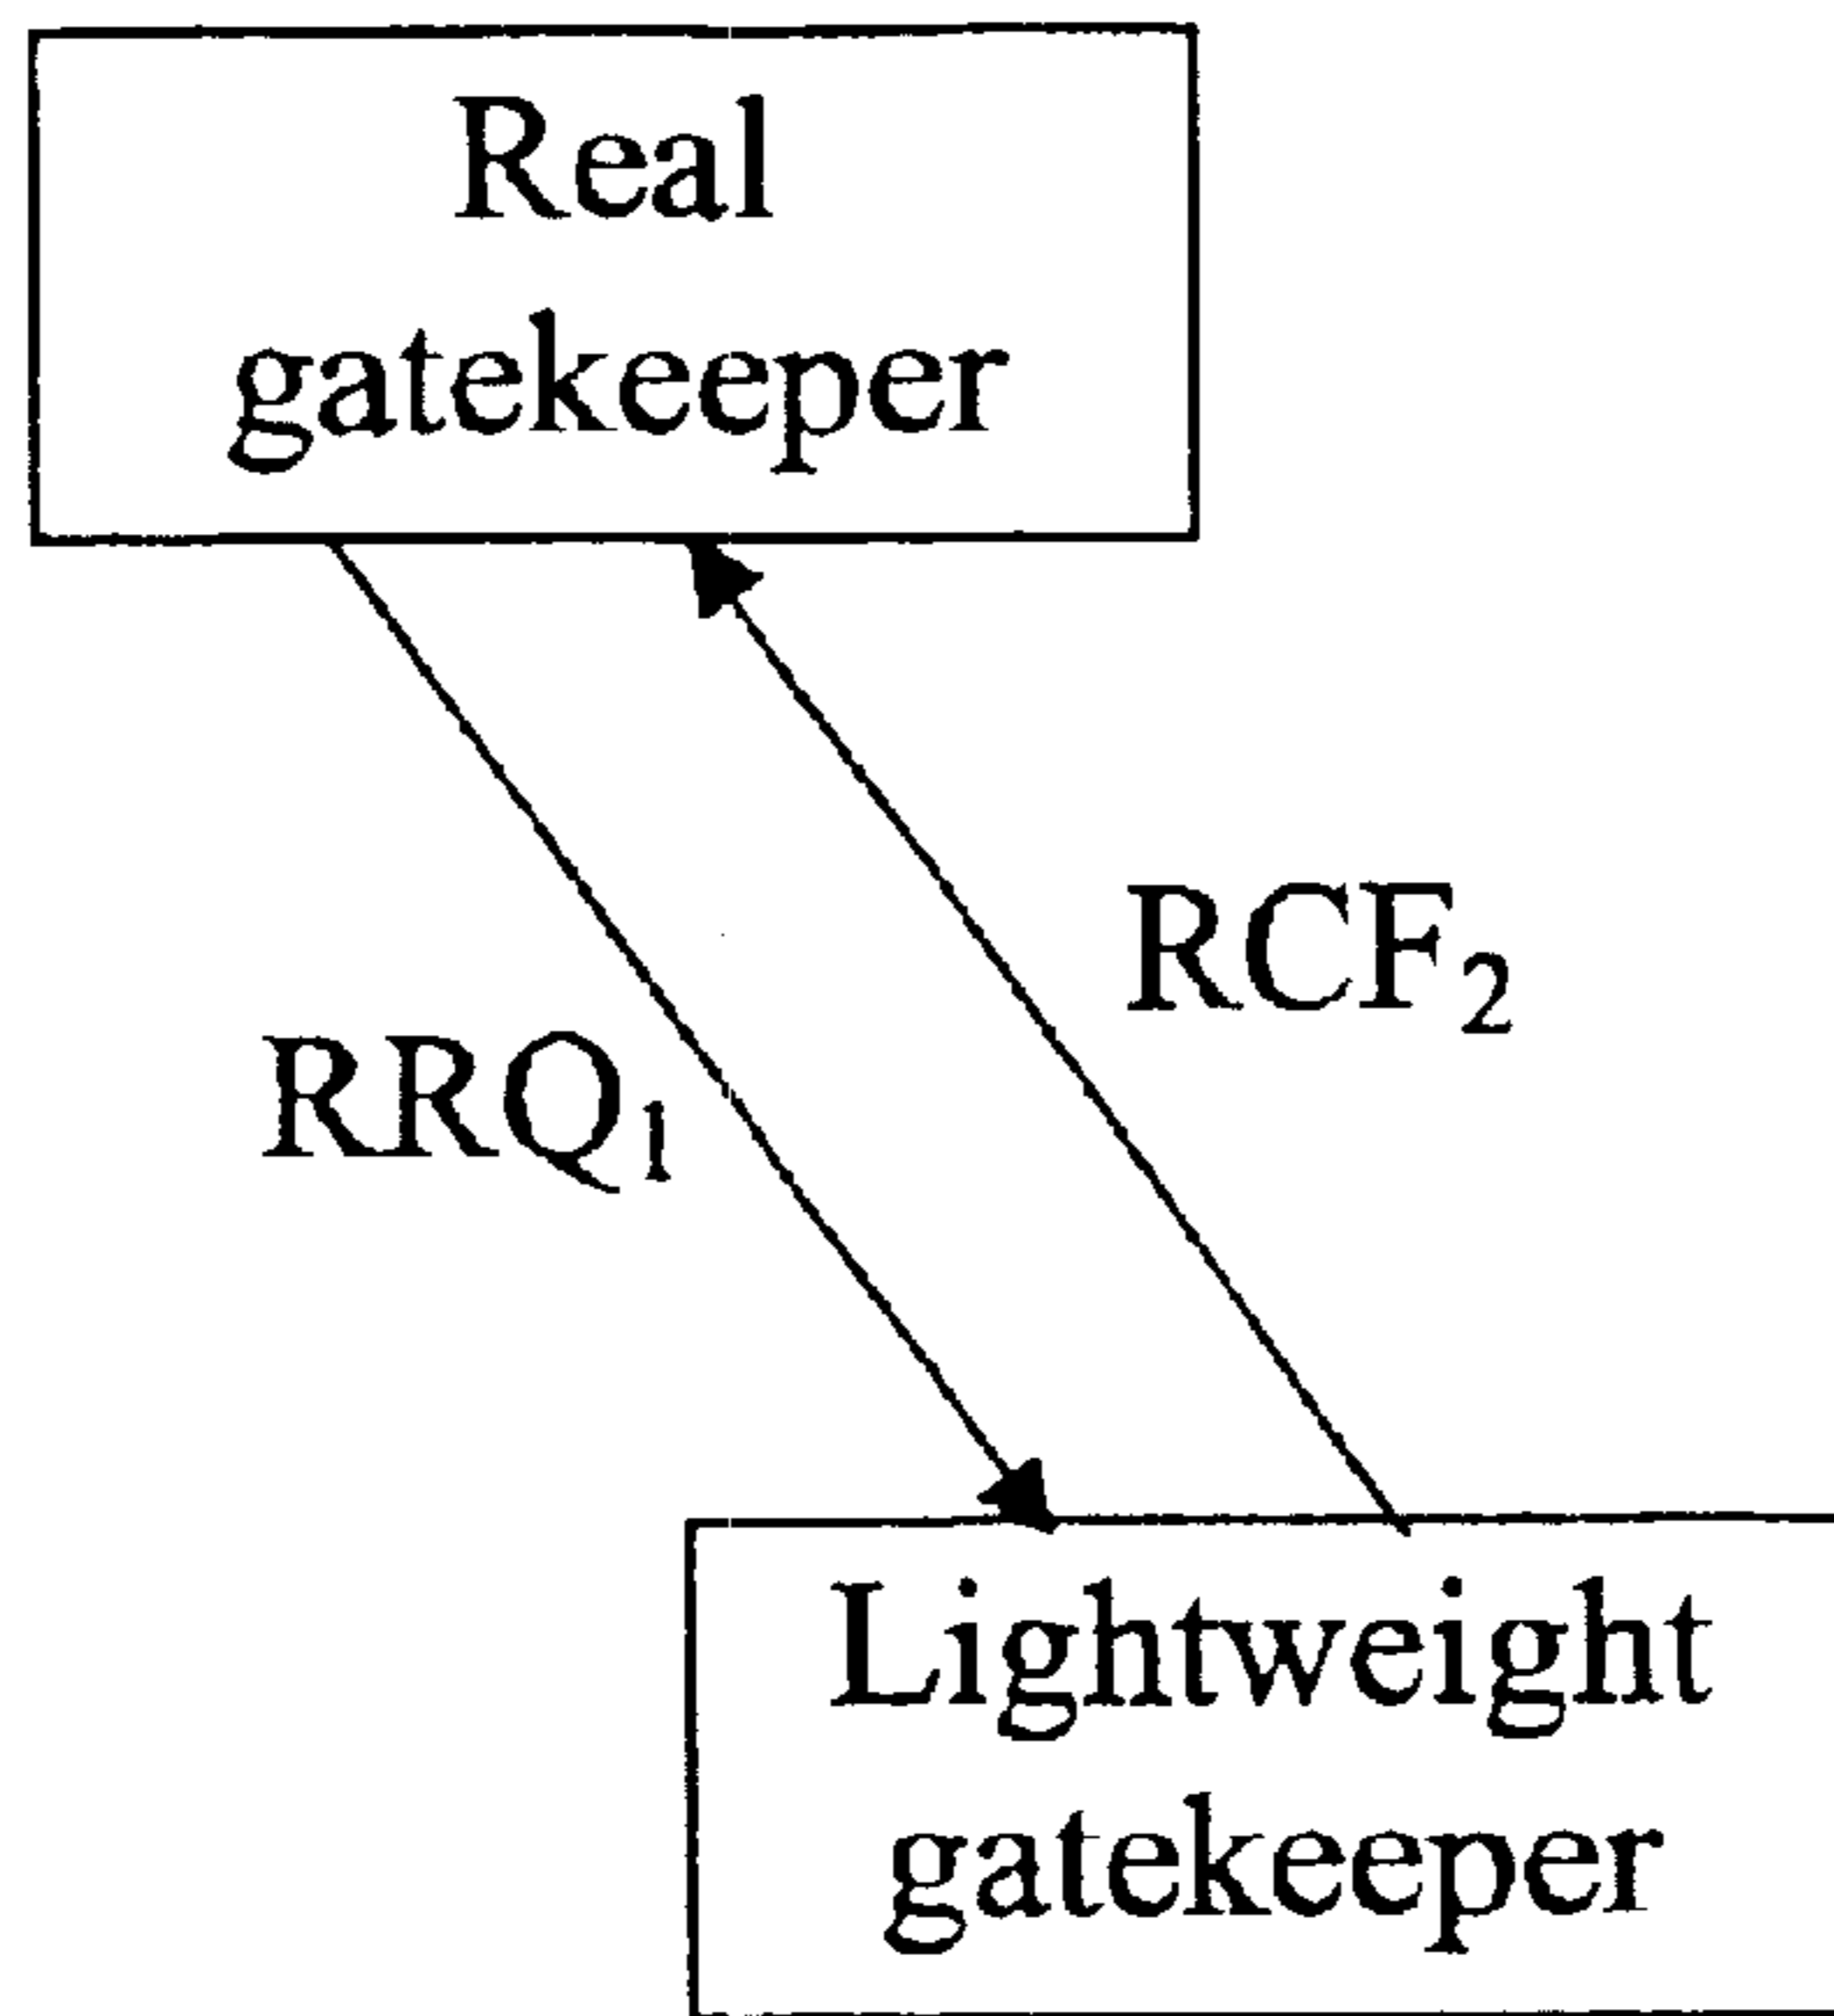 Real
gatekeeper
RCF₂
RRQ₁
Lightweight
gatekeeper